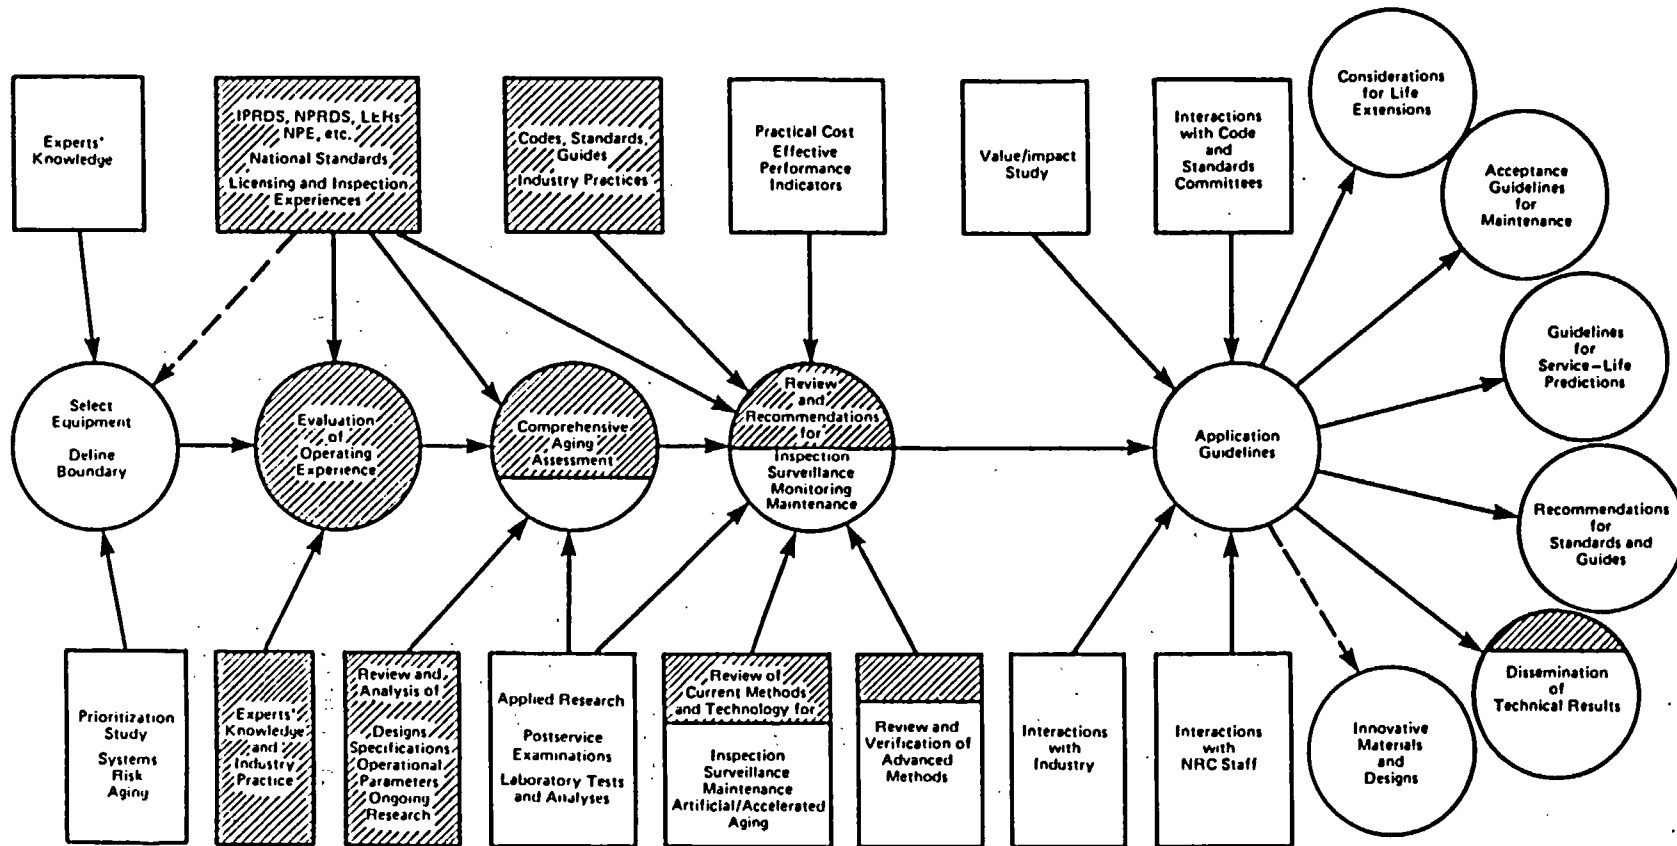 Experts'
Knowledge
IPRDS, NPRDS, LERs
NPE, etc.
National Standards
Licensing and Inspection
Experiences
Codes, Standards,
Guides
Industry Practices
Practical Cost
Effective
Performance
Indicators
Value/impact
Study
Interactions
with Code
and
Standards
Committees
Considerations
for Life
Extensions
Acceptance
Guidelines
for
Maintenance
Guidelines
for
Service-Life
Predictions
Select
Equipment
Define
Boundary
Evaluation
of
Operating
Experience
Comprehensive
Aging
Assessment
Review
and
Recommendations
for
Inspection
Surveillance
Monitoring
Maintenance
Application
Guidelines
Recommendations
for
Standards and
Guides
Dissemination
of
Technical Results
Innovative
Materials
and
Designs
Prioritization
Study
Systems
Risk
Aging
Experts'
Knowledge
and
Industry
Practice
Review and
Analysis of
Designs
Specifications
Operational
Parameters
Ongoing
Research
Applied Research
Postservice
Examinations
Laboratory Tests
and Analyses
Review of
Current Methods
and Technology for
Inspection
Surveillance
Maintenance
Artificial/Accelerated
Aging
Review and
Verification of
Advanced
Methods
Interactions
with
Industry
Interactions
with
NRC Staff